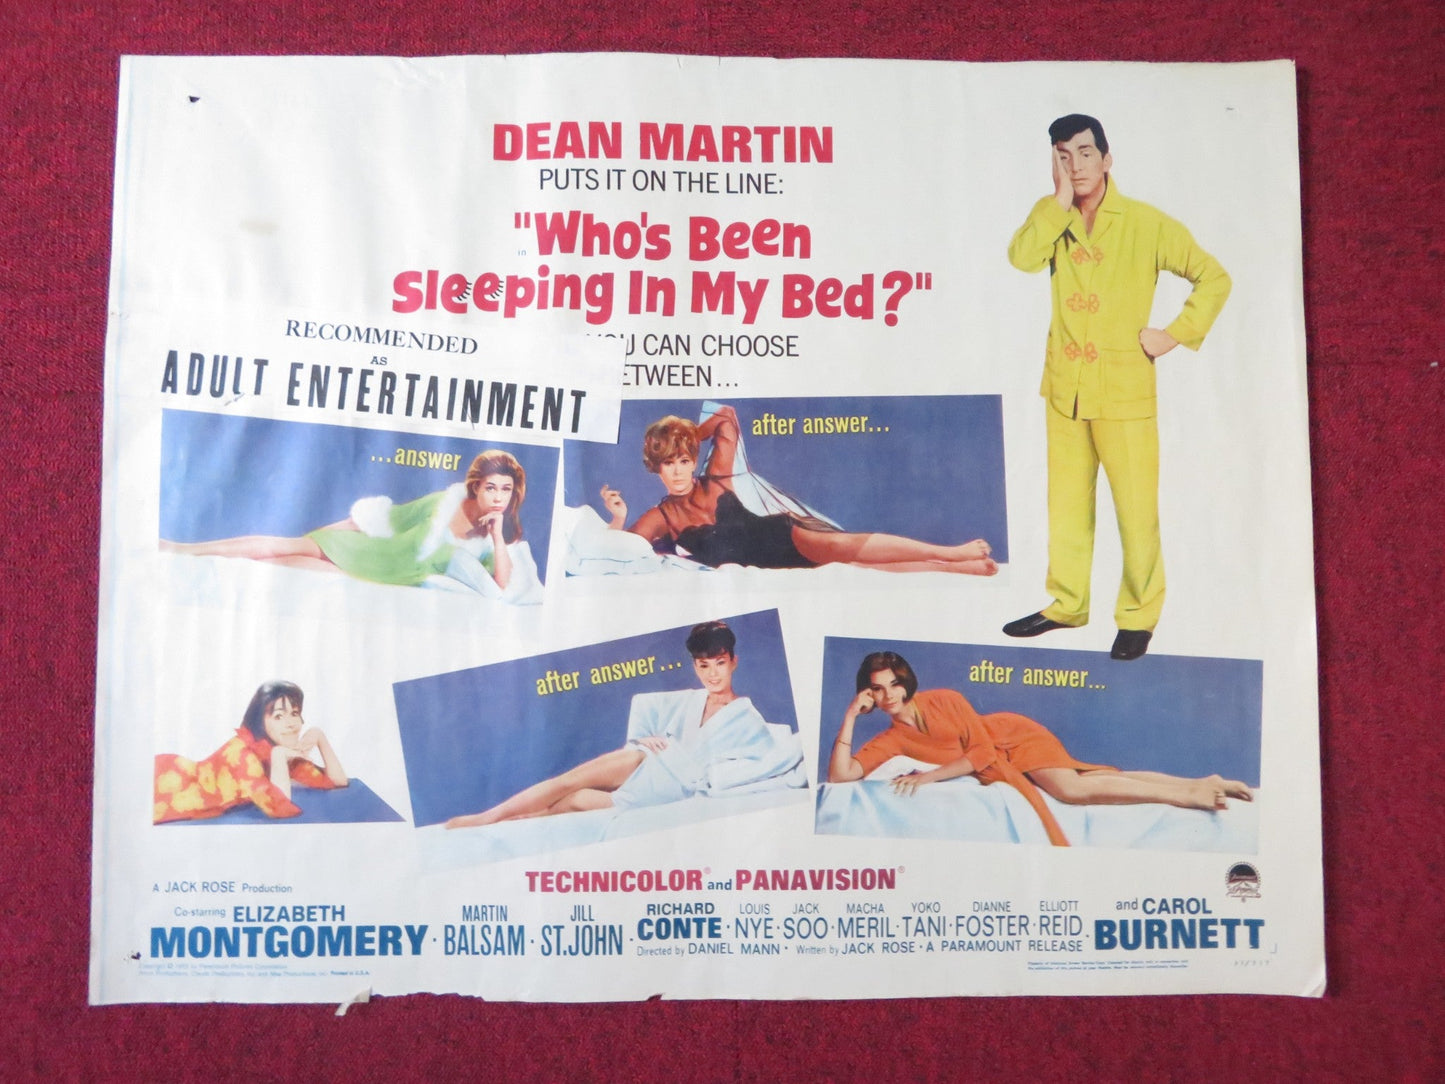 DEAN MARTIN
PUTS IT ON THE LINE:
in
"WHO'S BEEN
SLEEPING IN MY BED?"
RECOMMENDED
AS
ADULT ENTERTAINMENT
YOU CAN CHOOSE
ETWEEN...
...answer
after answer...
after answer...
after answer...
A JACK ROSE Production
TECHNICOLOR® and PANAVISION®
Co-starring ELIZABETH MONTGOMERY · MARTIN BALSAM · JILL ST. JOHN · RICHARD CONTE · LOUIS NYE · JACK SOO · MACHA MERIL · YOKO TANI · DIANNE FOSTER · ELLIOTT REID · and CAROL BURNETT
Directed by DANIEL MANN · Written by JACK ROSE · A PARAMOUNT RELEASE
Printed in U.S.A.